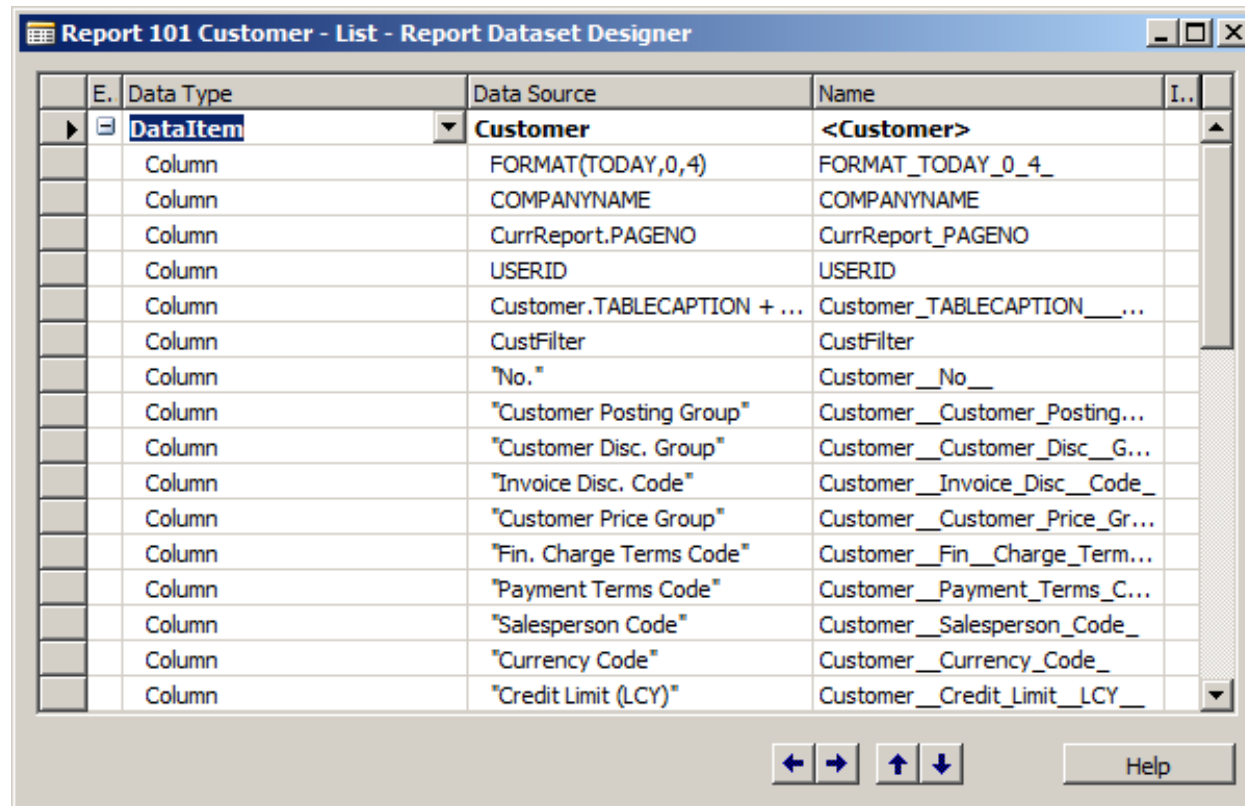 Report 101 Customer - List - Report Dataset Designer
E.. Data Type Data Source Name I..
DataItem Customer <Customer>
Column FORMAT(TODAY,0,4) FORMAT_TODAY_0_4_
Column COMPANYNAME COMPANYNAME
Column CurrReport.PAGENO CurrReport_PAGENO
Column USERID USERID
Column Customer.TABLECAPTION + ... Customer_TABLECAPTION___...
Column CustFilter CustFilter
Column "No." Customer__No__
Column "Customer Posting Group" Customer__Customer_Posting...
Column "Customer Disc. Group" Customer__Customer_Disc__G...
Column "Invoice Disc. Code" Customer__Invoice_Disc__Code_
Column "Customer Price Group" Customer__Customer_Price_Gr...
Column "Fin. Charge Terms Code" Customer__Fin__Charge_Term...
Column "Payment Terms Code" Customer__Payment_Terms_C...
Column "Salesperson Code" Customer__Salesperson_Code_
Column "Currency Code" Customer__Currency_Code_
Column "Credit Limit (LCY)" Customer__Credit_Limit__LCY__
Help